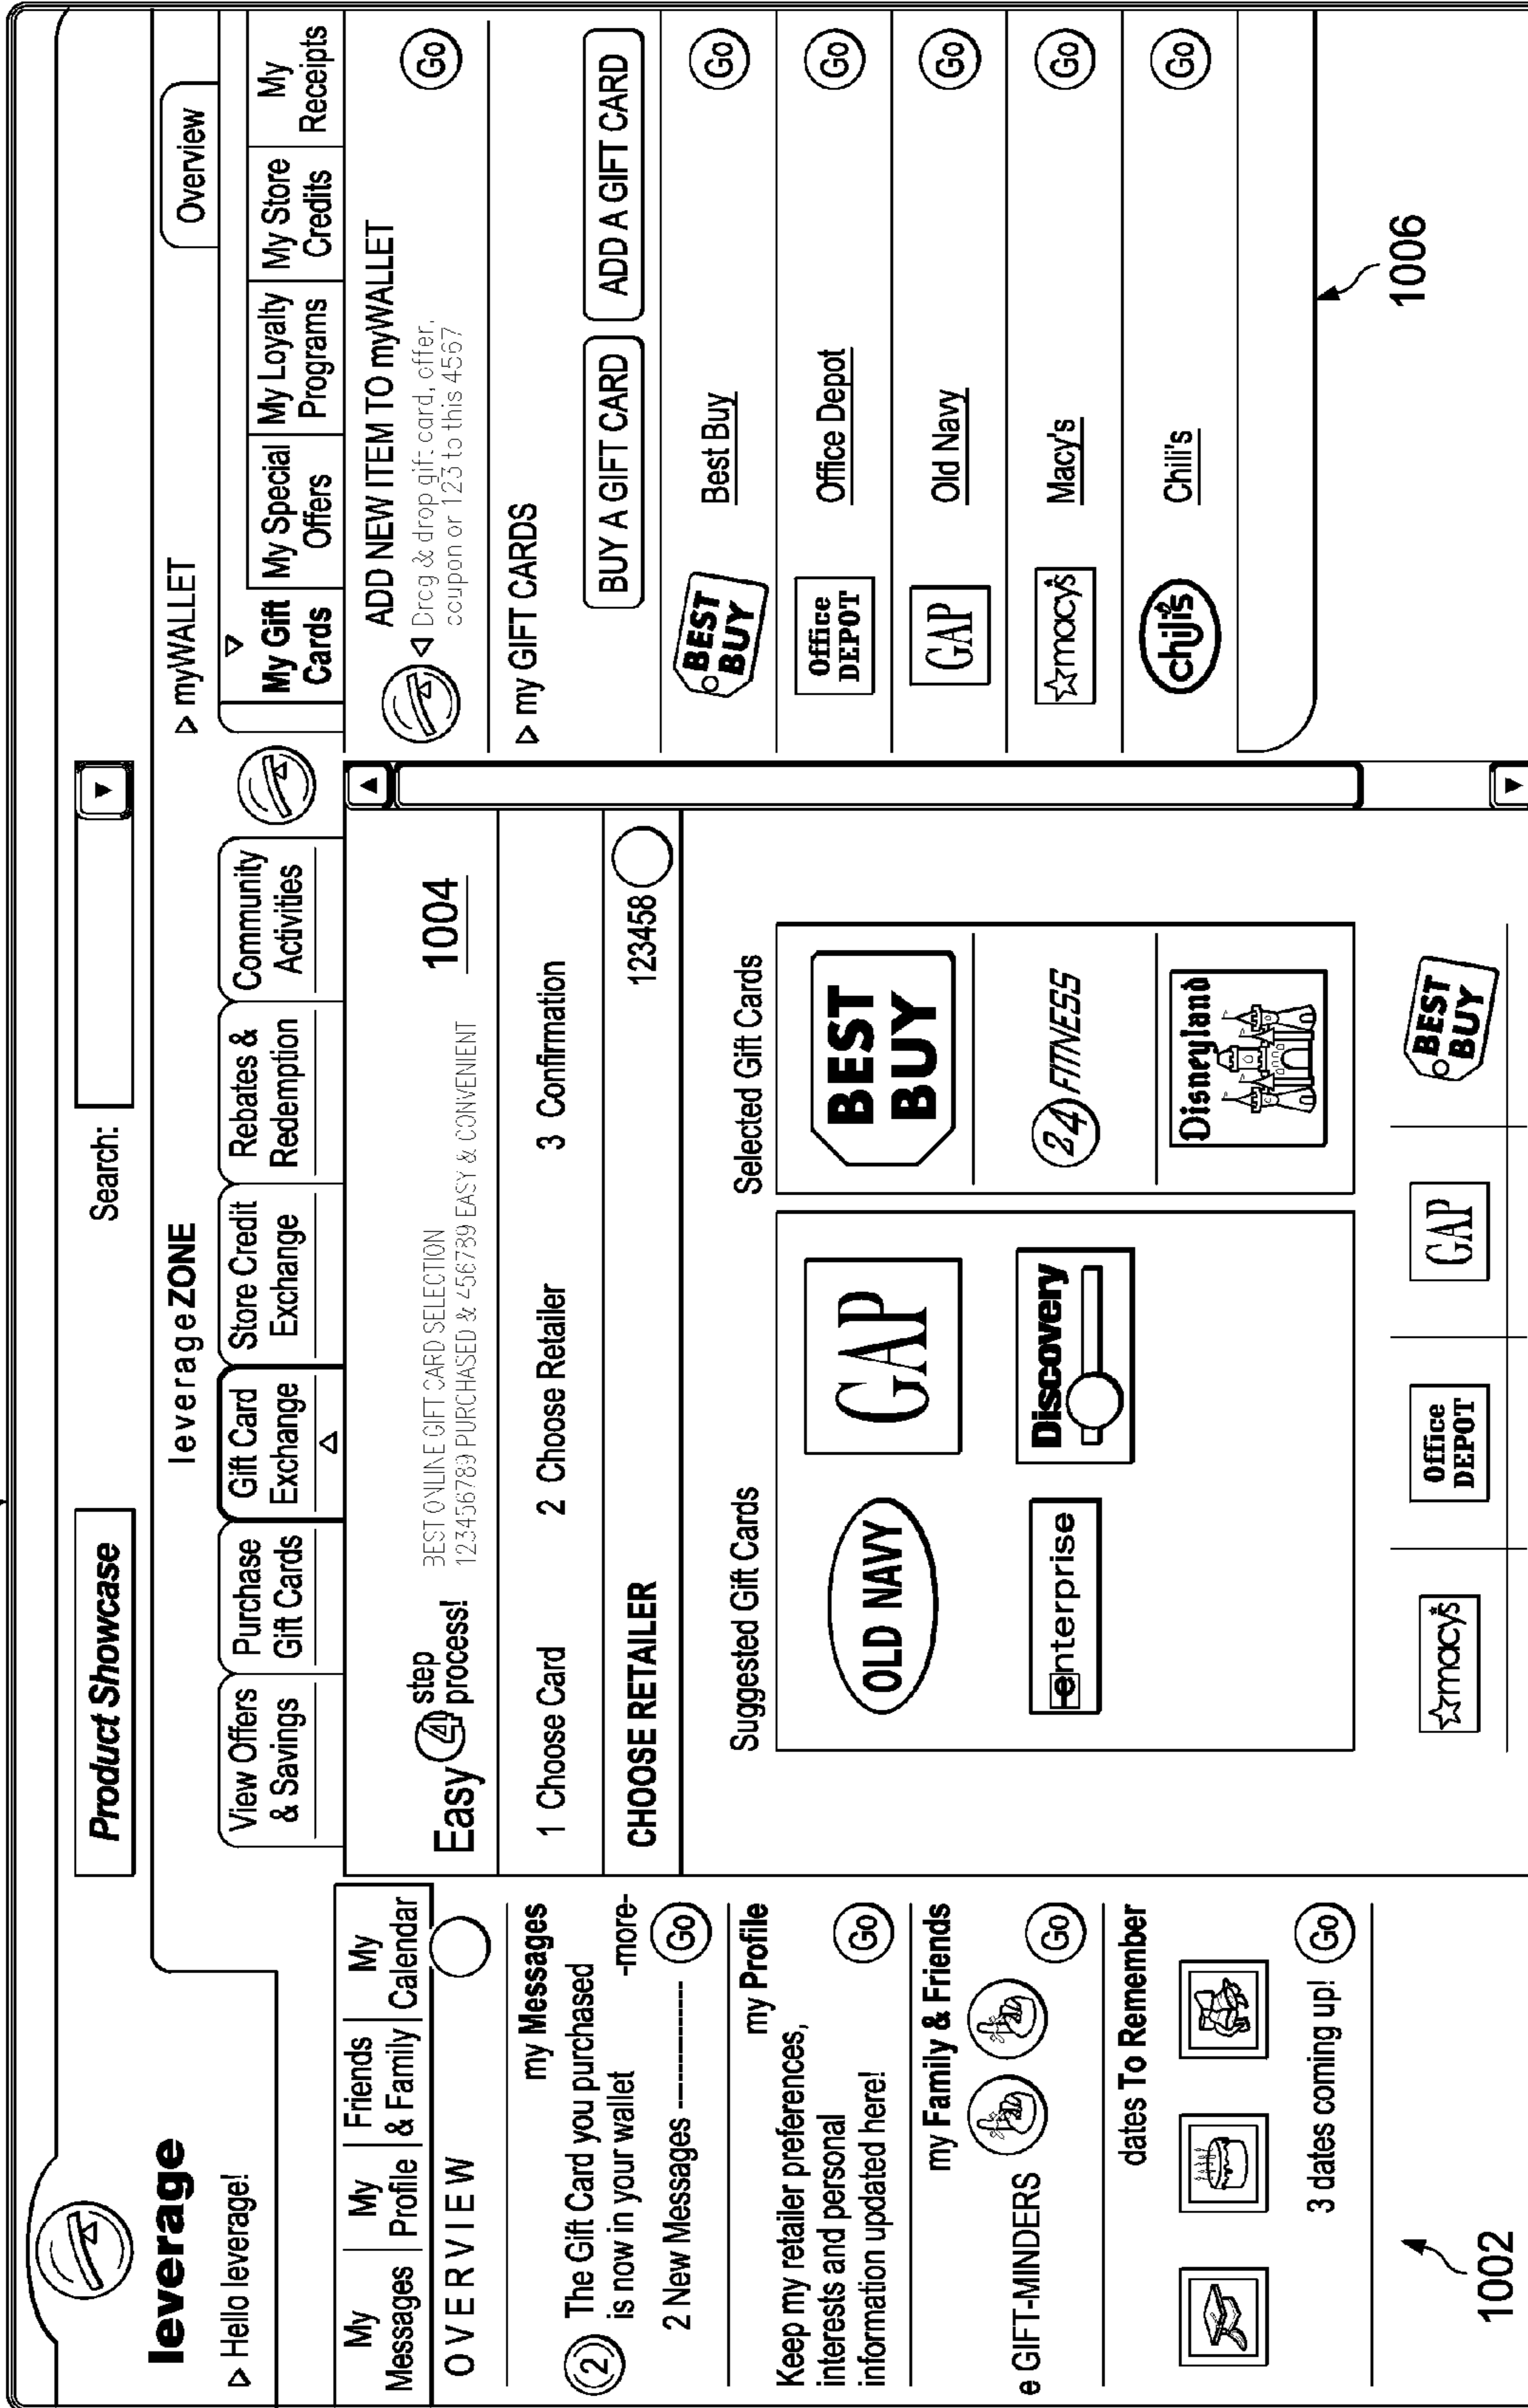 Product Showcase
Search:
leverage
▷ Hello leverage!
leverage ZONE
▷ myWALLET
Overview
My Messages
My Profile
Friends & Family
My Calendar
OVERVIEW
my Messages
2
The Gift Card you purchased
is now in your wallet
-more-
2 New Messages ------------
Go
my Profile
Keep my retailer preferences,
interests and personal
information updated here!
Go
my Family & Friends
e GIFT-MINDERS
Go
dates To Remember
3 dates coming up!
Go
1002
View Offers & Savings
Purchase Gift Cards
Gift Card Exchange
Store Credit Exchange
Rebates & Redemption
Community Activities
Easy 4 step process!
BEST ONLINE GIFT CARD SELECTION
123456789 PURCHASED & 456789 EASY & CONVENIENT
1004
1 Choose Card
2 Choose Retailer
3 Confirmation
CHOOSE RETAILER
123458
Suggested Gift Cards
OLD NAVY
GAP
enterprise
Discovery
Selected Gift Cards
BEST BUY
24 FITNESS
Disneyland
macy's
Office DEPOT
GAP
BEST BUY
My Gift Cards
My Special Offers
My Loyalty Programs
My Store Credits
My Receipts
ADD NEW ITEM TO myWALLET
Drog & drop gift card, offer,
coupon or 123 to this 4567
Go
▷ my GIFT CARDS
BUY A GIFT CARD
ADD A GIFT CARD
BEST BUY
Best Buy
Go
Office DEPOT
Office Depot
Go
GAP
Old Navy
Go
macy's
Macy's
Go
chili's
Chili's
Go
1006